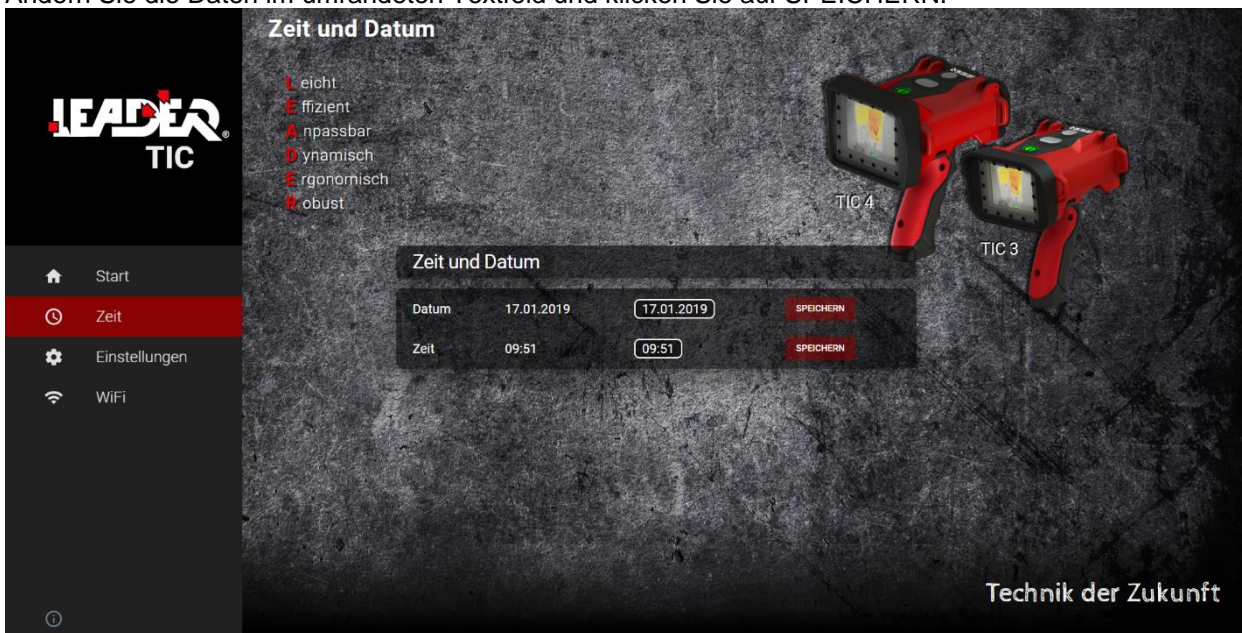 Ändern Sie die Daten im umrandeten Textfeld und klicken Sie auf SPEICHERN.
Zeit und Datum
Leicht
Effizient
Anpassbar
Dynamisch
Ergonomisch
Robust
LEADER®
TIC
TIC 4
TIC 3
Start
Zeit
Einstellungen
WiFi
Zeit und Datum
Datum 17.01.2019 17.01.2019 SPEICHERN
Zeit 09:51 09:51 SPEICHERN
Technik der Zukunft